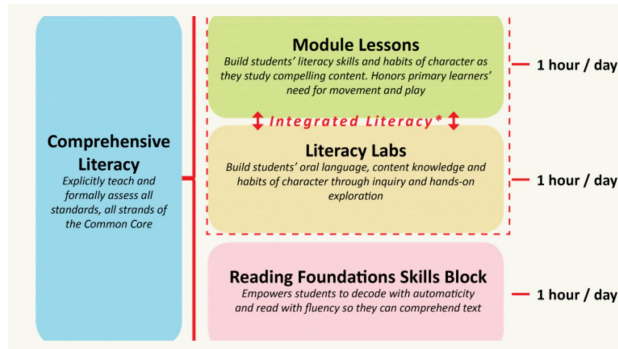 Comprehensive
Literacy
Explicitly teach and
formally assess all
standards, all strands of
the Common Core
Module Lessons
Build students' literacy skills and habits of character as
they study compelling content. Honors primary learners'
need for movement and play
1 hour / day
Integrated Literacy*
Literacy Labs
Build students' oral language, content knowledge and
habits of character through inquiry and hands-on
exploration
1 hour / day
Reading Foundations Skills Block
Empowers students to decode with automaticity
and read with fluency so they can comprehend text
1 hour / day